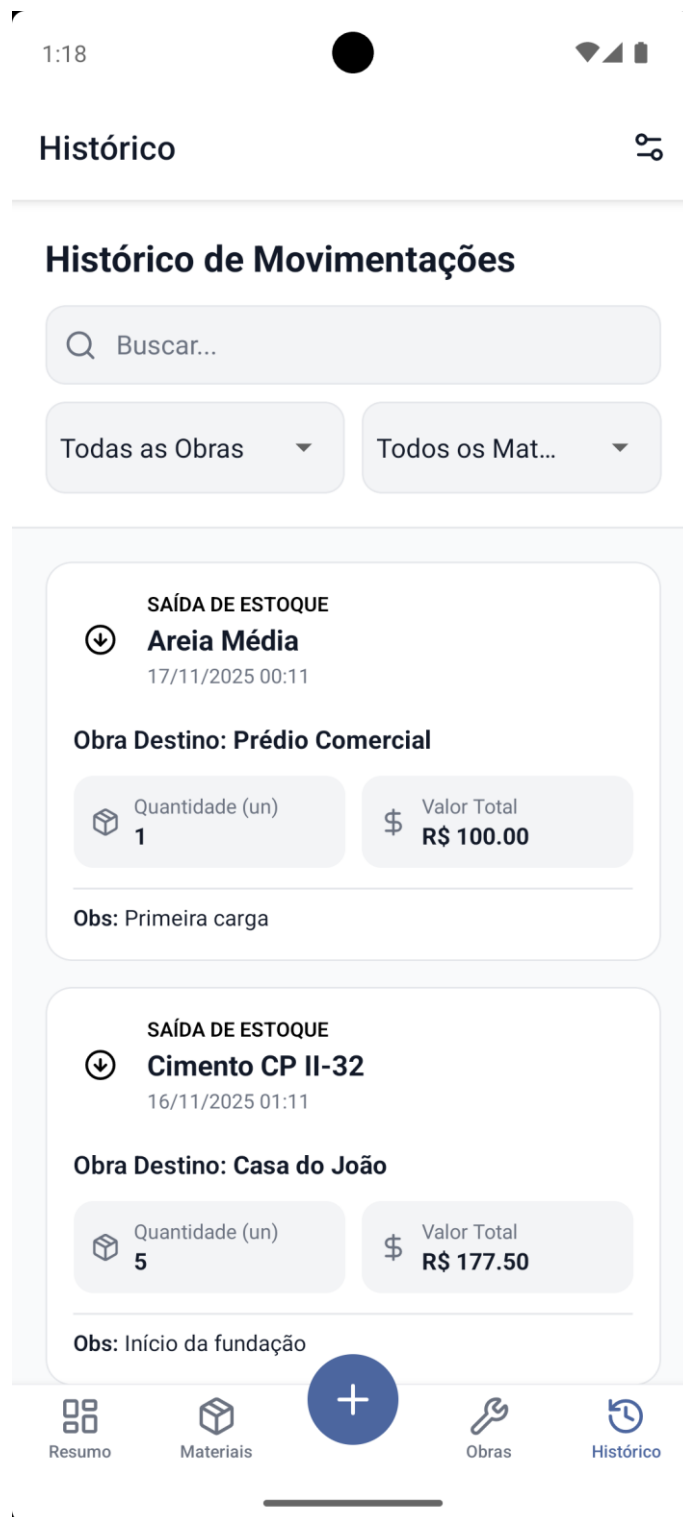 1:18
Histórico
Histórico de Movimentações
Buscar...
Todas as Obras
Todos os Mat...
SAÍDA DE ESTOQUE
Areia Média
17/11/2025 00:11
Obra Destino: Prédio Comercial
Quantidade (un)
1
Valor Total
R$ 100.00
Obs: Primeira carga
SAÍDA DE ESTOQUE
Cimento CP II-32
16/11/2025 01:11
Obra Destino: Casa do João
Quantidade (un)
5
Valor Total
R$ 177.50
Obs: Início da fundação
Resumo
Materiais
Obras
Histórico